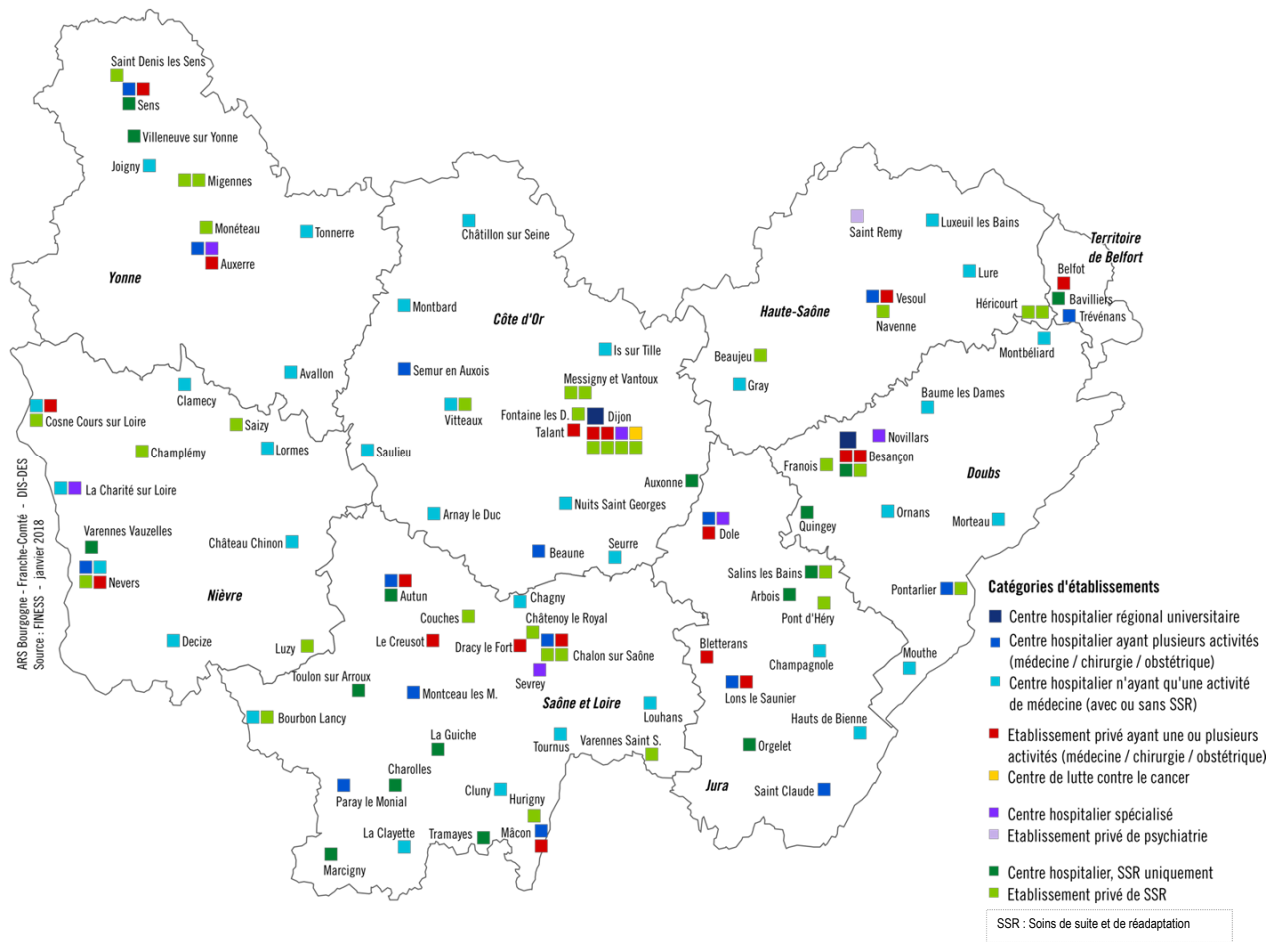 Saint Denis les Sens
Sens
Villeneuve sur Yonne
Joigny
Migennes
Monéteau
Tonnerre
Auxerre
Yonne
Avallon
Châtillon sur Seine
Montbard
Côte d'Or
Is sur Tille
Semur en Auxois
Messigny et Vantoux
Vitteaux
Fontaine les D.
Dijon
Talant
Saulieu
Auxonne
Nuits Saint Georges
Arnay le Duc
Beaune
Seurre
Saint Remy
Luxeuil les Bains
Lure
Haute-Saône
Vesoul
Navenne
Héricourt
Beaujeu
Gray
Territoire
de Belfort
Belfot
Bavilliers
Trévénans
Montbéliard
Baume les Dames
Novillars
Besançon
Franois
Doubs
Ornans
Morteau
Quingey
Pontarlier
Mouthe
Clamecy
Cosne Cours sur Loire
Saizy
Champlémy
Lormes
La Charité sur Loire
Varennes Vauzelles
Château Chinon
Nevers
Nièvre
Decize
Luzy
Autun
Chagny
Couches
Châtenoy le Royal
Le Creusot
Dracy le Fort
Chalon sur Saône
Sevrey
Toulon sur Arroux
Montceau les M.
Saône et Loire
Bourbon Lancy
Louhans
Tournus
Varennes Saint S.
La Guiche
Charolles
Paray le Monial
Cluny
Hurigny
La Clayette
Tramayes
Mâcon
Marcigny
Dole
Salins les Bains
Arbois
Pont d'Héry
Bletterans
Champagnole
Lons le Saunier
Hauts de Bienne
Orgelet
Jura
Saint Claude
ARS Bourgogne - Franche-Comté - DIS-DES
Source : FINESS - janvier 2018
Catégories d'établissements
Centre hospitalier régional universitaire
Centre hospitalier ayant plusieurs activités
(médecine / chirurgie / obstétrique)
Centre hospitalier n'ayant qu'une activité
de médecine (avec ou sans SSR)
Etablissement privé ayant une ou plusieurs
activités (médecine / chirurgie / obstétrique)
Centre de lutte contre le cancer
Centre hospitalier spécialisé
Etablissement privé de psychiatrie
Centre hospitalier, SSR uniquement
Etablissement privé de SSR
SSR : Soins de suite et de réadaptation